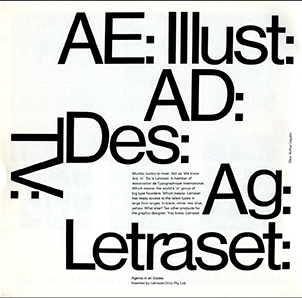 AE: Illust:
AD:
TV:
Des:
Ag:
Letraset:
Mumbo jumbo to most. Not us. We know
Are 'in'. So is Letraset. A member of
Association de Typographique International.
Which means: the world's 'in' group of
big type founders. Which means: Letraset
has ready access to the latest types in
large font ranges. In black, white, red, blue,
yellow. What else? Ten other products for
the graphic designer. You know. Letraset.
Des: Arthur Leydin
Agents in all States.
Inserted by Letraset (Vic) Pty Ltd